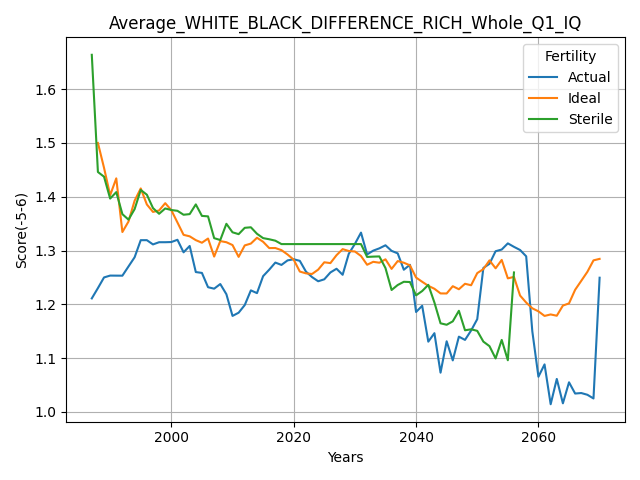 Average_WHITE_BLACK_DIFFERENCE_RICH_Whole_Q1_IQ
Fertility
Actual
Ideal
Sterile
Score(-5-6)
1.6
1.5
1.4
1.3
1.2
1.1
1.0
2000
2020
2040
2060
Years